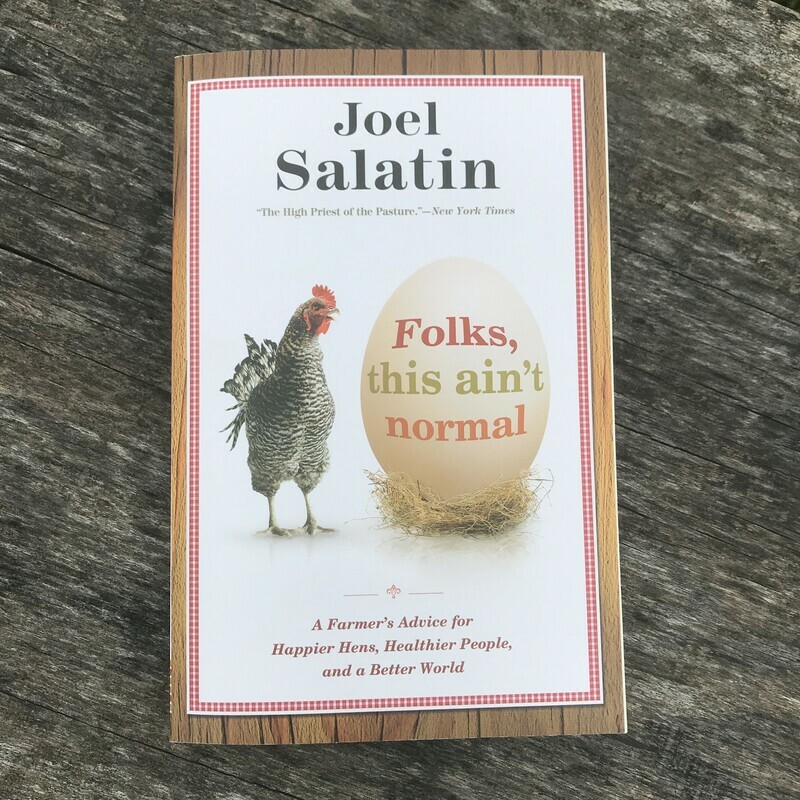 Joel
Salatin
“The High Priest of the Pasture.”—New York Times
Folks,
this ain't
normal
A Farmer's Advice for
Happier Hens, Healthier People,
and a Better World